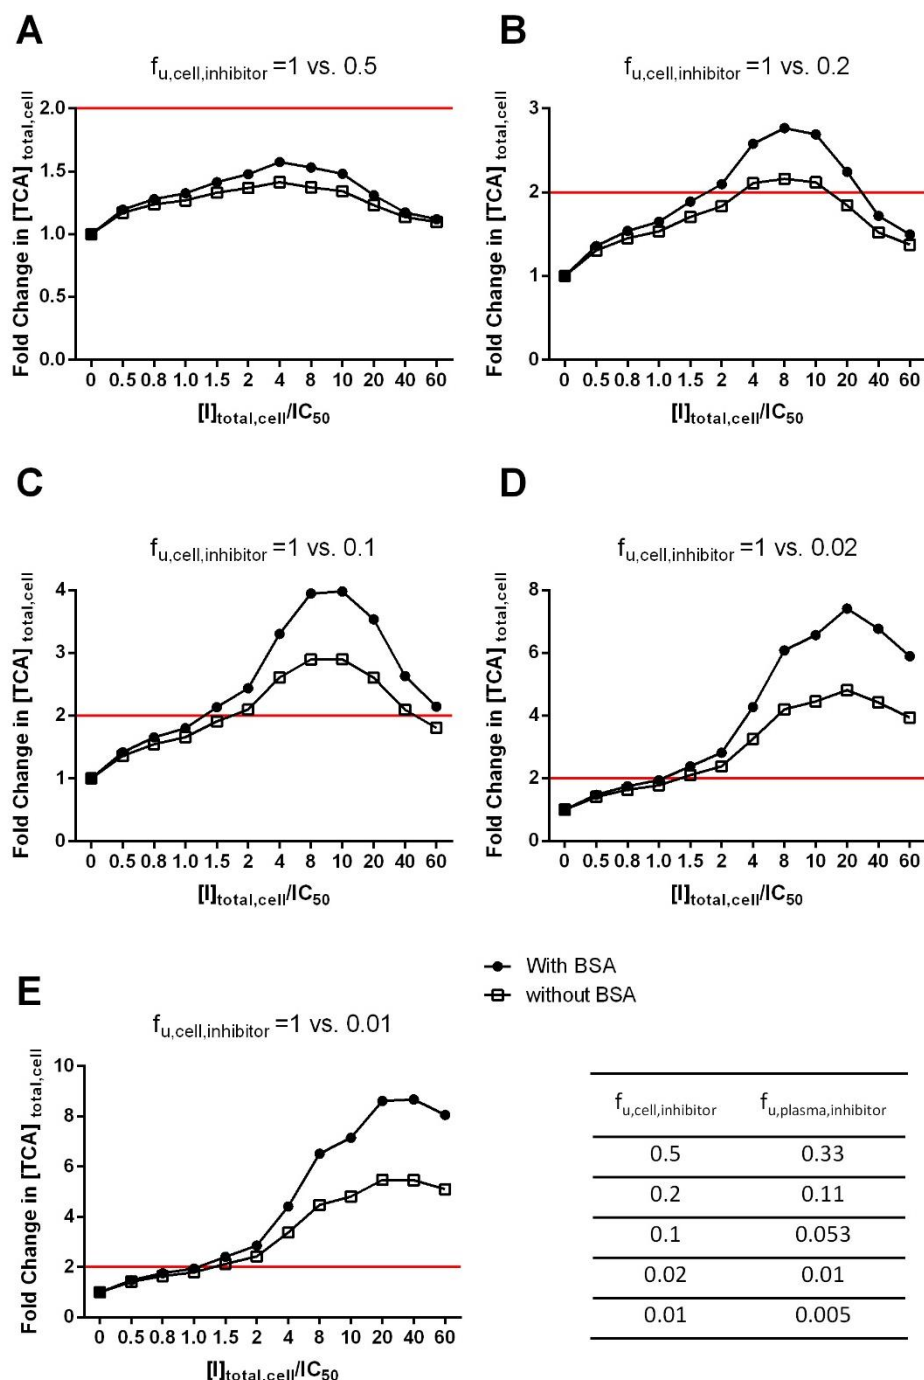 A
f_u,cell,inhibitor =1 vs. 0.5
Fold Change in [TCA] total,cell
2.0
1.5
1.0
0.5
0.0
0 0.5 0.8 1.0 1.5 2 4 8 10 20 40 60
[I]total,cell/IC50
B
f_u,cell,inhibitor =1 vs. 0.2
Fold Change in [TCA] total,cell
3
2
1
0
0 0.5 0.8 1.0 1.5 2 4 8 10 20 40 60
[I]total,cell/IC50
C
f_u,cell,inhibitor =1 vs. 0.1
Fold Change in [TCA] total,cell
4
3
2
1
0
0 0.5 0.8 1.0 1.5 2 4 8 10 20 40 60
[I]total,cell/IC50
D
f_u,cell,inhibitor =1 vs. 0.02
Fold Change in [TCA] total,cell
8
6
4
2
0
0 0.5 0.8 1.0 1.5 2 4 8 10 20 40 60
[I]total,cell/IC50
E
f_u,cell,inhibitor =1 vs. 0.01
Fold Change in [TCA] total,cell
10
8
6
4
2
0
0 0.5 0.8 1.0 1.5 2 4 8 10 20 40 60
[I]total,cell/IC50
With BSA
without BSA
f_u,cell,inhibitor f_u,plasma,inhibitor
0.5 0.33
0.2 0.11
0.1 0.053
0.02 0.01
0.01 0.005